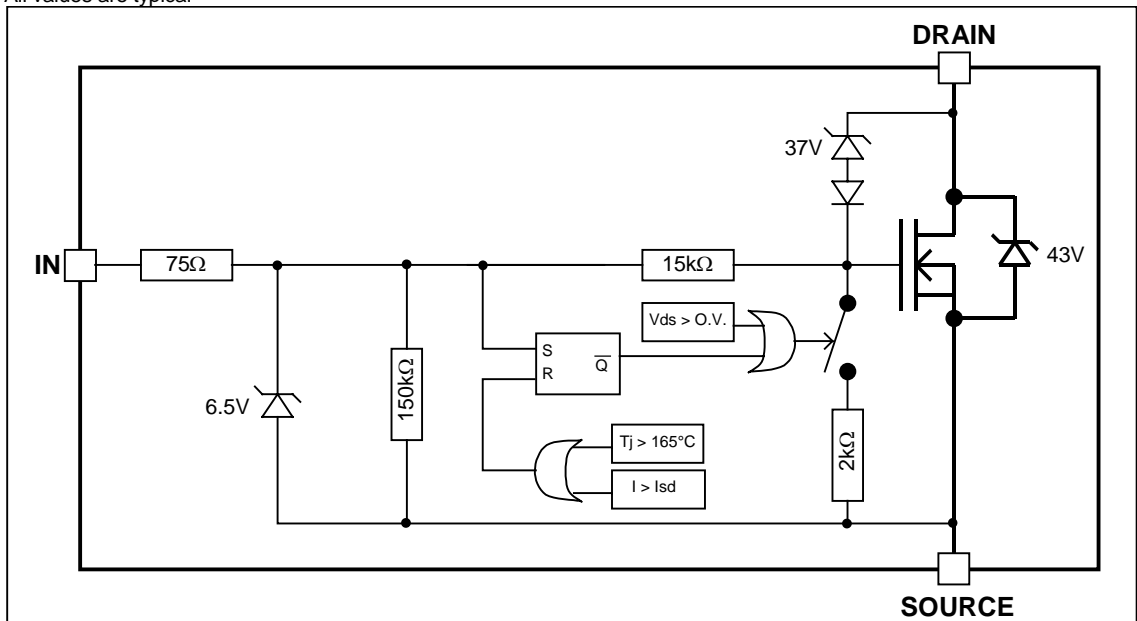 All values are typical
DRAIN
37V
43V
IN
75Ω
15kΩ
Vds > O.V.
S
R
Q̅
150kΩ
6.5V
Tj > 165°C
I > Isd
2kΩ
SOURCE